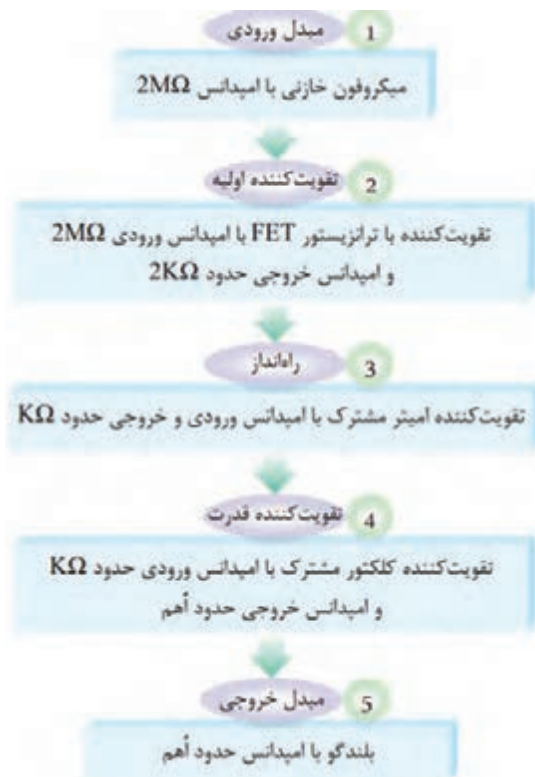 1 مبدل ورودی
میکروفون خازنی با امپدانس 2MΩ
2 تقویت‌کننده اولیه
تقویت‌کننده با ترانزیستور FET با امپدانس ورودی 2MΩ
و امپدانس خروجی حدود 2KΩ
3 راه‌انداز
تقویت‌کننده امیتر مشترک با امپدانس ورودی و خروجی حدود KΩ
4 تقویت‌کننده قدرت
تقویت‌کننده کلکتور مشترک با امپدانس ورودی حدود KΩ
و امپدانس خروجی حدود اُهم
5 مبدل خروجی
بلندگو با امپدانس حدود اُهم